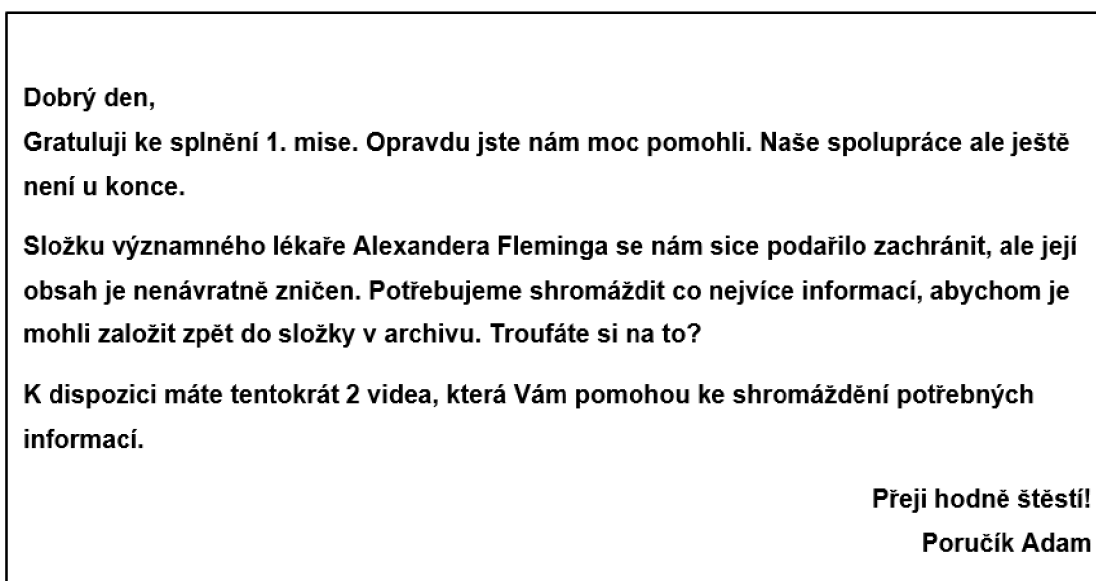 Dobrý den,
Gratuluji ke splnění 1. mise. Opravdu jste nám moc pomohli. Naše spolupráce ale ještě
není u konce.
Složku významného lékaře Alexandera Fleminga se nám sice podařilo zachránit, ale její
obsah je nenávratně zničen. Potřebujeme shromáždit co nejvíce informací, abychom je
mohli založit zpět do složky v archivu. Troufáte si na to?
K dispozici máte tentokrát 2 videa, která Vám pomohou ke shromáždění potřebných
informací.
Přeji hodně štěstí!
Poručík Adam